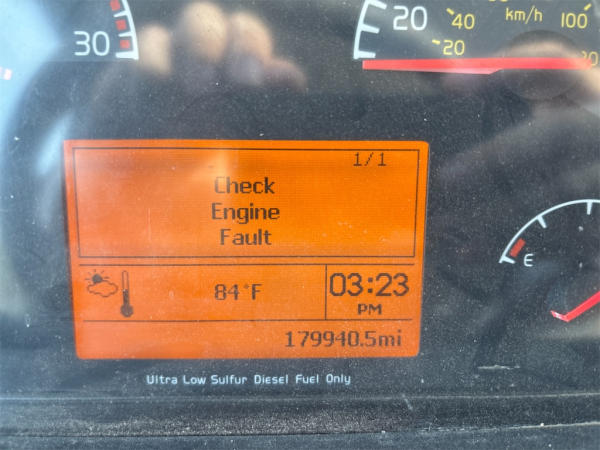 30
20
40
20
km/h
100
1/1
Check
Engine
Fault
84°F
03:23
PM
179940.5mi
E
Ultra Low Sulfur Diesel Fuel Only